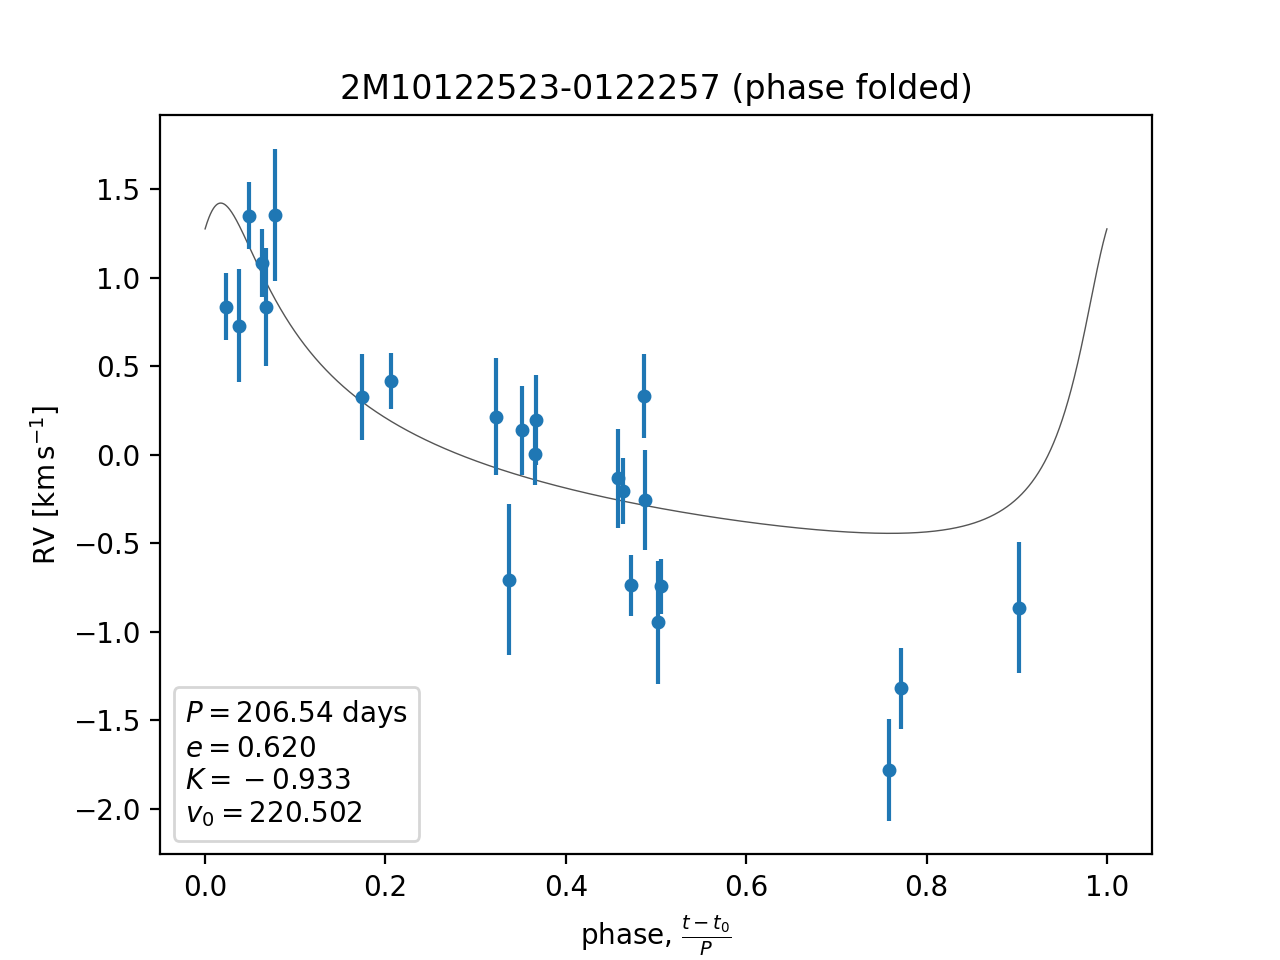 2M10122523-0122257 (phase folded)
RV [km s⁻¹]
1.5
1.0
0.5
0.0
−0.5
−1.0
−1.5
−2.0
P = 206.54 days
e = 0.620
K = −0.933
v₀ = 220.502
0.0 0.2 0.4 0.6 0.8 1.0
phase, (t − t₀)/P